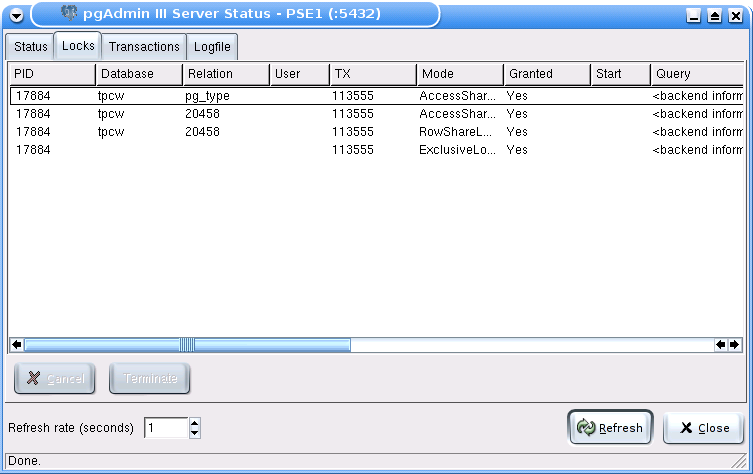 pgAdmin III Server Status - PSE1 (:5432)
Status Locks Transactions Logfile
PID Database Relation User TX Mode Granted Start Query
17884 tpcw pg_type 113555 AccessShar... Yes <backend inform
17884 tpcw 20458 113555 AccessShar... Yes <backend inform
17884 tpcw 20458 113555 RowShareL... Yes <backend inform
17884 113555 ExclusiveLo... Yes <backend inform
Cancel Terminate
Refresh rate (seconds) 1 Refresh Close
Done.